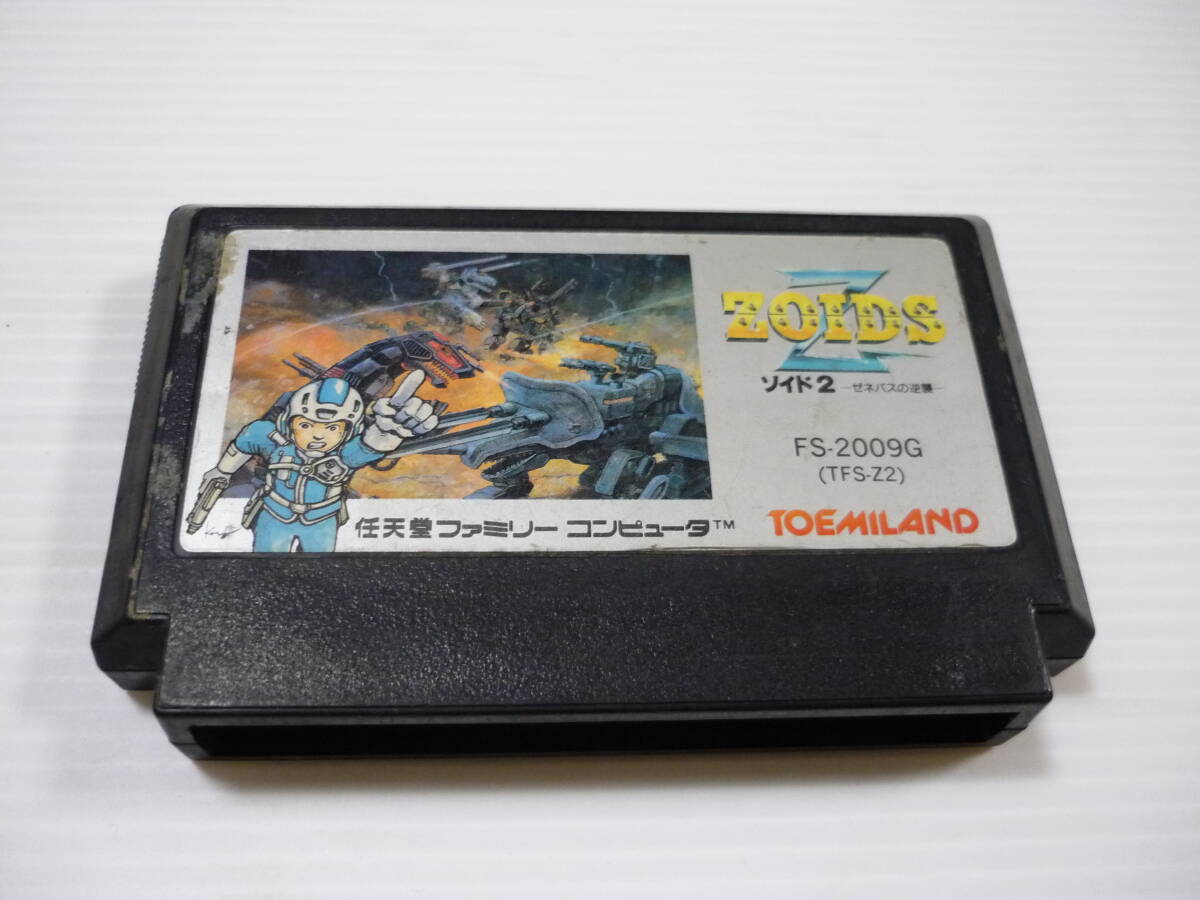 ZOIDS
ゾイド2 —ゼネバスの逆襲—
FS-2009G
(TFS-Z2)
任天堂ファミリー コンピュータ™
TOEMILAND